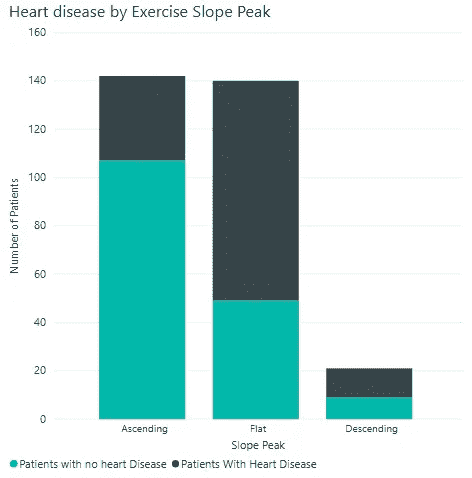 Heart disease by Exercise Slope Peak
160
140
120
100
80
60
40
20
0
Number of Patients
Ascending Flat Descending
Slope Peak
Patients with no heart Disease Patients With Heart Disease